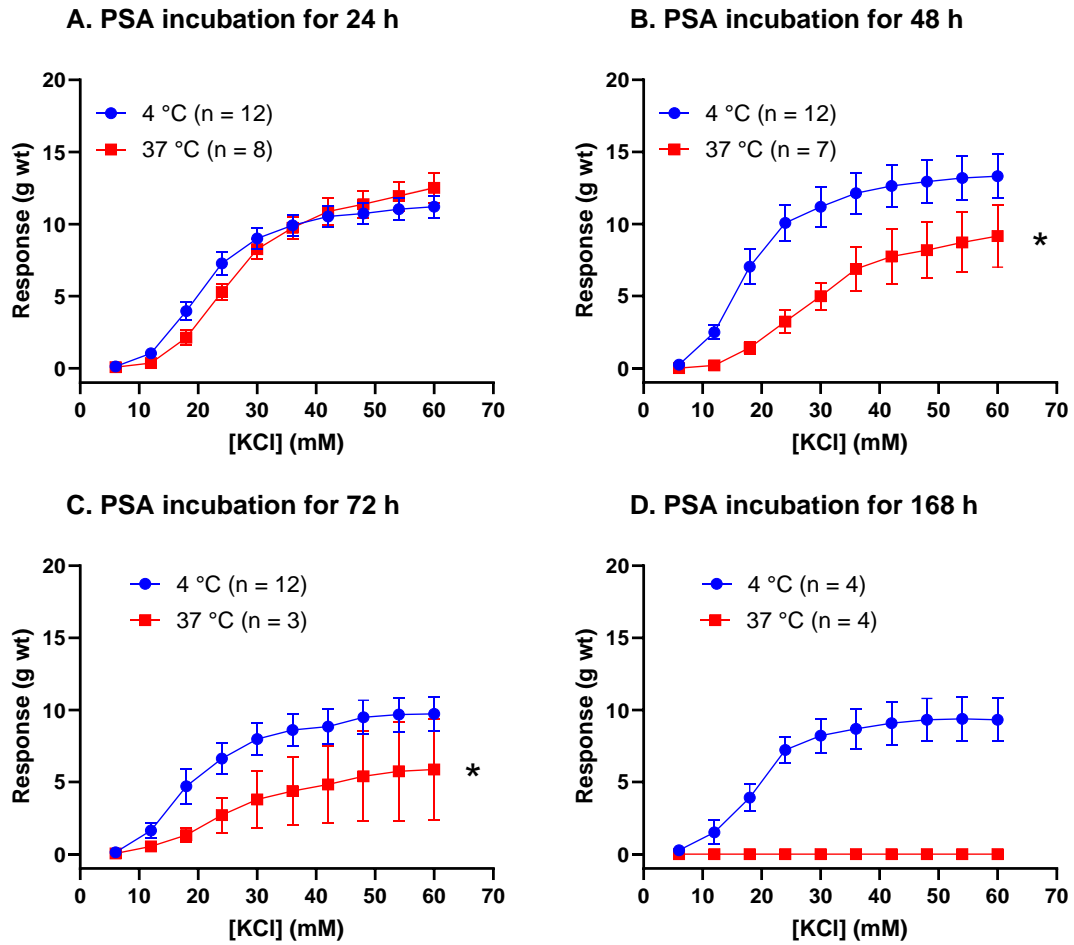 A. PSA incubation for 24 h
20
15
10
5
0
Response (g wt)
4 °C (n = 12)
37 °C (n = 8)
0 10 20 30 40 50 60 70
[KCl] (mM)
B. PSA incubation for 48 h
20
15
10
5
0
Response (g wt)
4 °C (n = 12)
37 °C (n = 7)
*
0 10 20 30 40 50 60 70
[KCl] (mM)
C. PSA incubation for 72 h
20
15
10
5
0
Response (g wt)
4 °C (n = 12)
37 °C (n = 3)
*
0 10 20 30 40 50 60 70
[KCl] (mM)
D. PSA incubation for 168 h
20
15
10
5
0
Response (g wt)
4 °C (n = 4)
37 °C (n = 4)
0 10 20 30 40 50 60 70
[KCl] (mM)